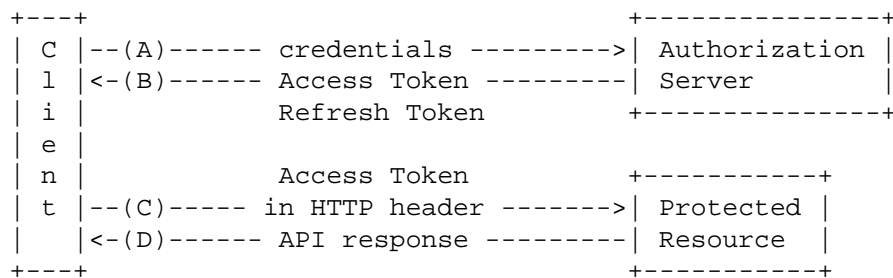 +---+                                  +---------------+
| C |--(A)------ credentials --------->| Authorization |
| l |<-(B)------ Access Token ---------| Server        |
| i |            Refresh Token         +---------------+
| e |
| n |            Access Token          +-----------+
| t |--(C)----- in HTTP header ------->| Protected |
|   |<-(D)------ API response ---------| Resource  |
+---+                                  +-----------+